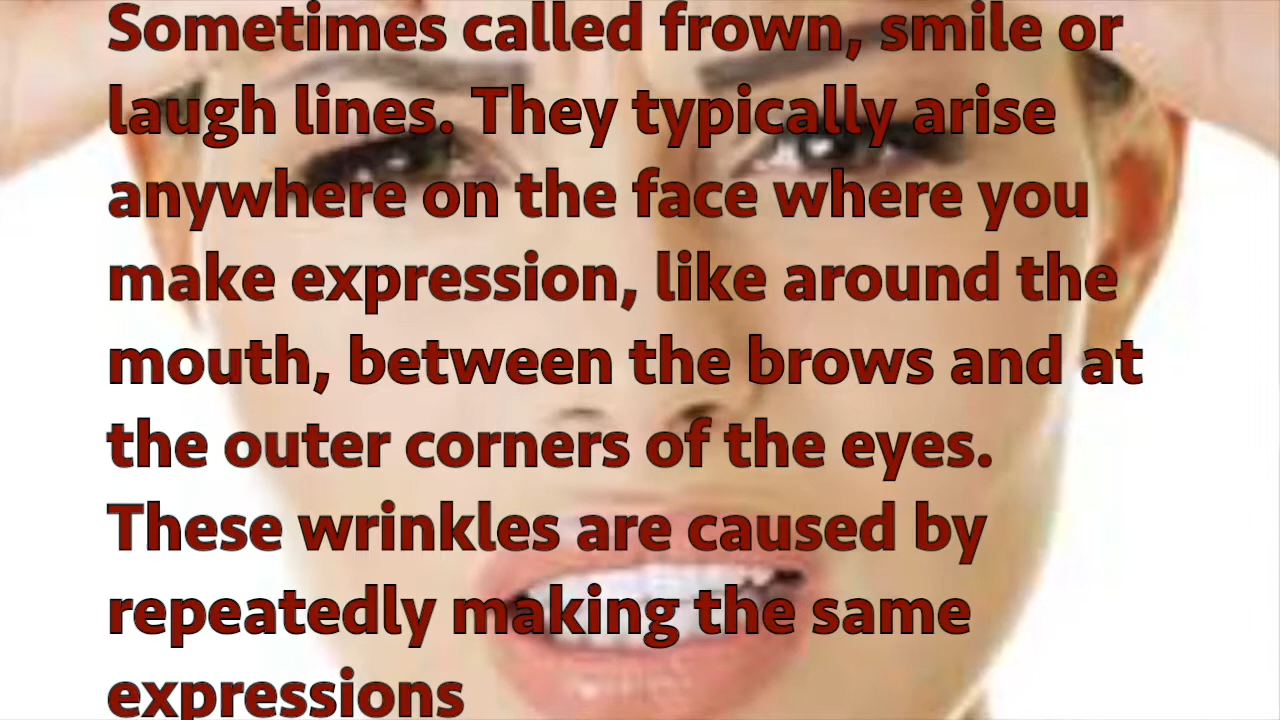 Sometimes called frown, smile or
laugh lines. They typically arise
anywhere on the face where you
make expression, like around the
mouth, between the brows and at
the outer corners of the eyes.
These wrinkles are caused by
repeatedly making the same
expressions